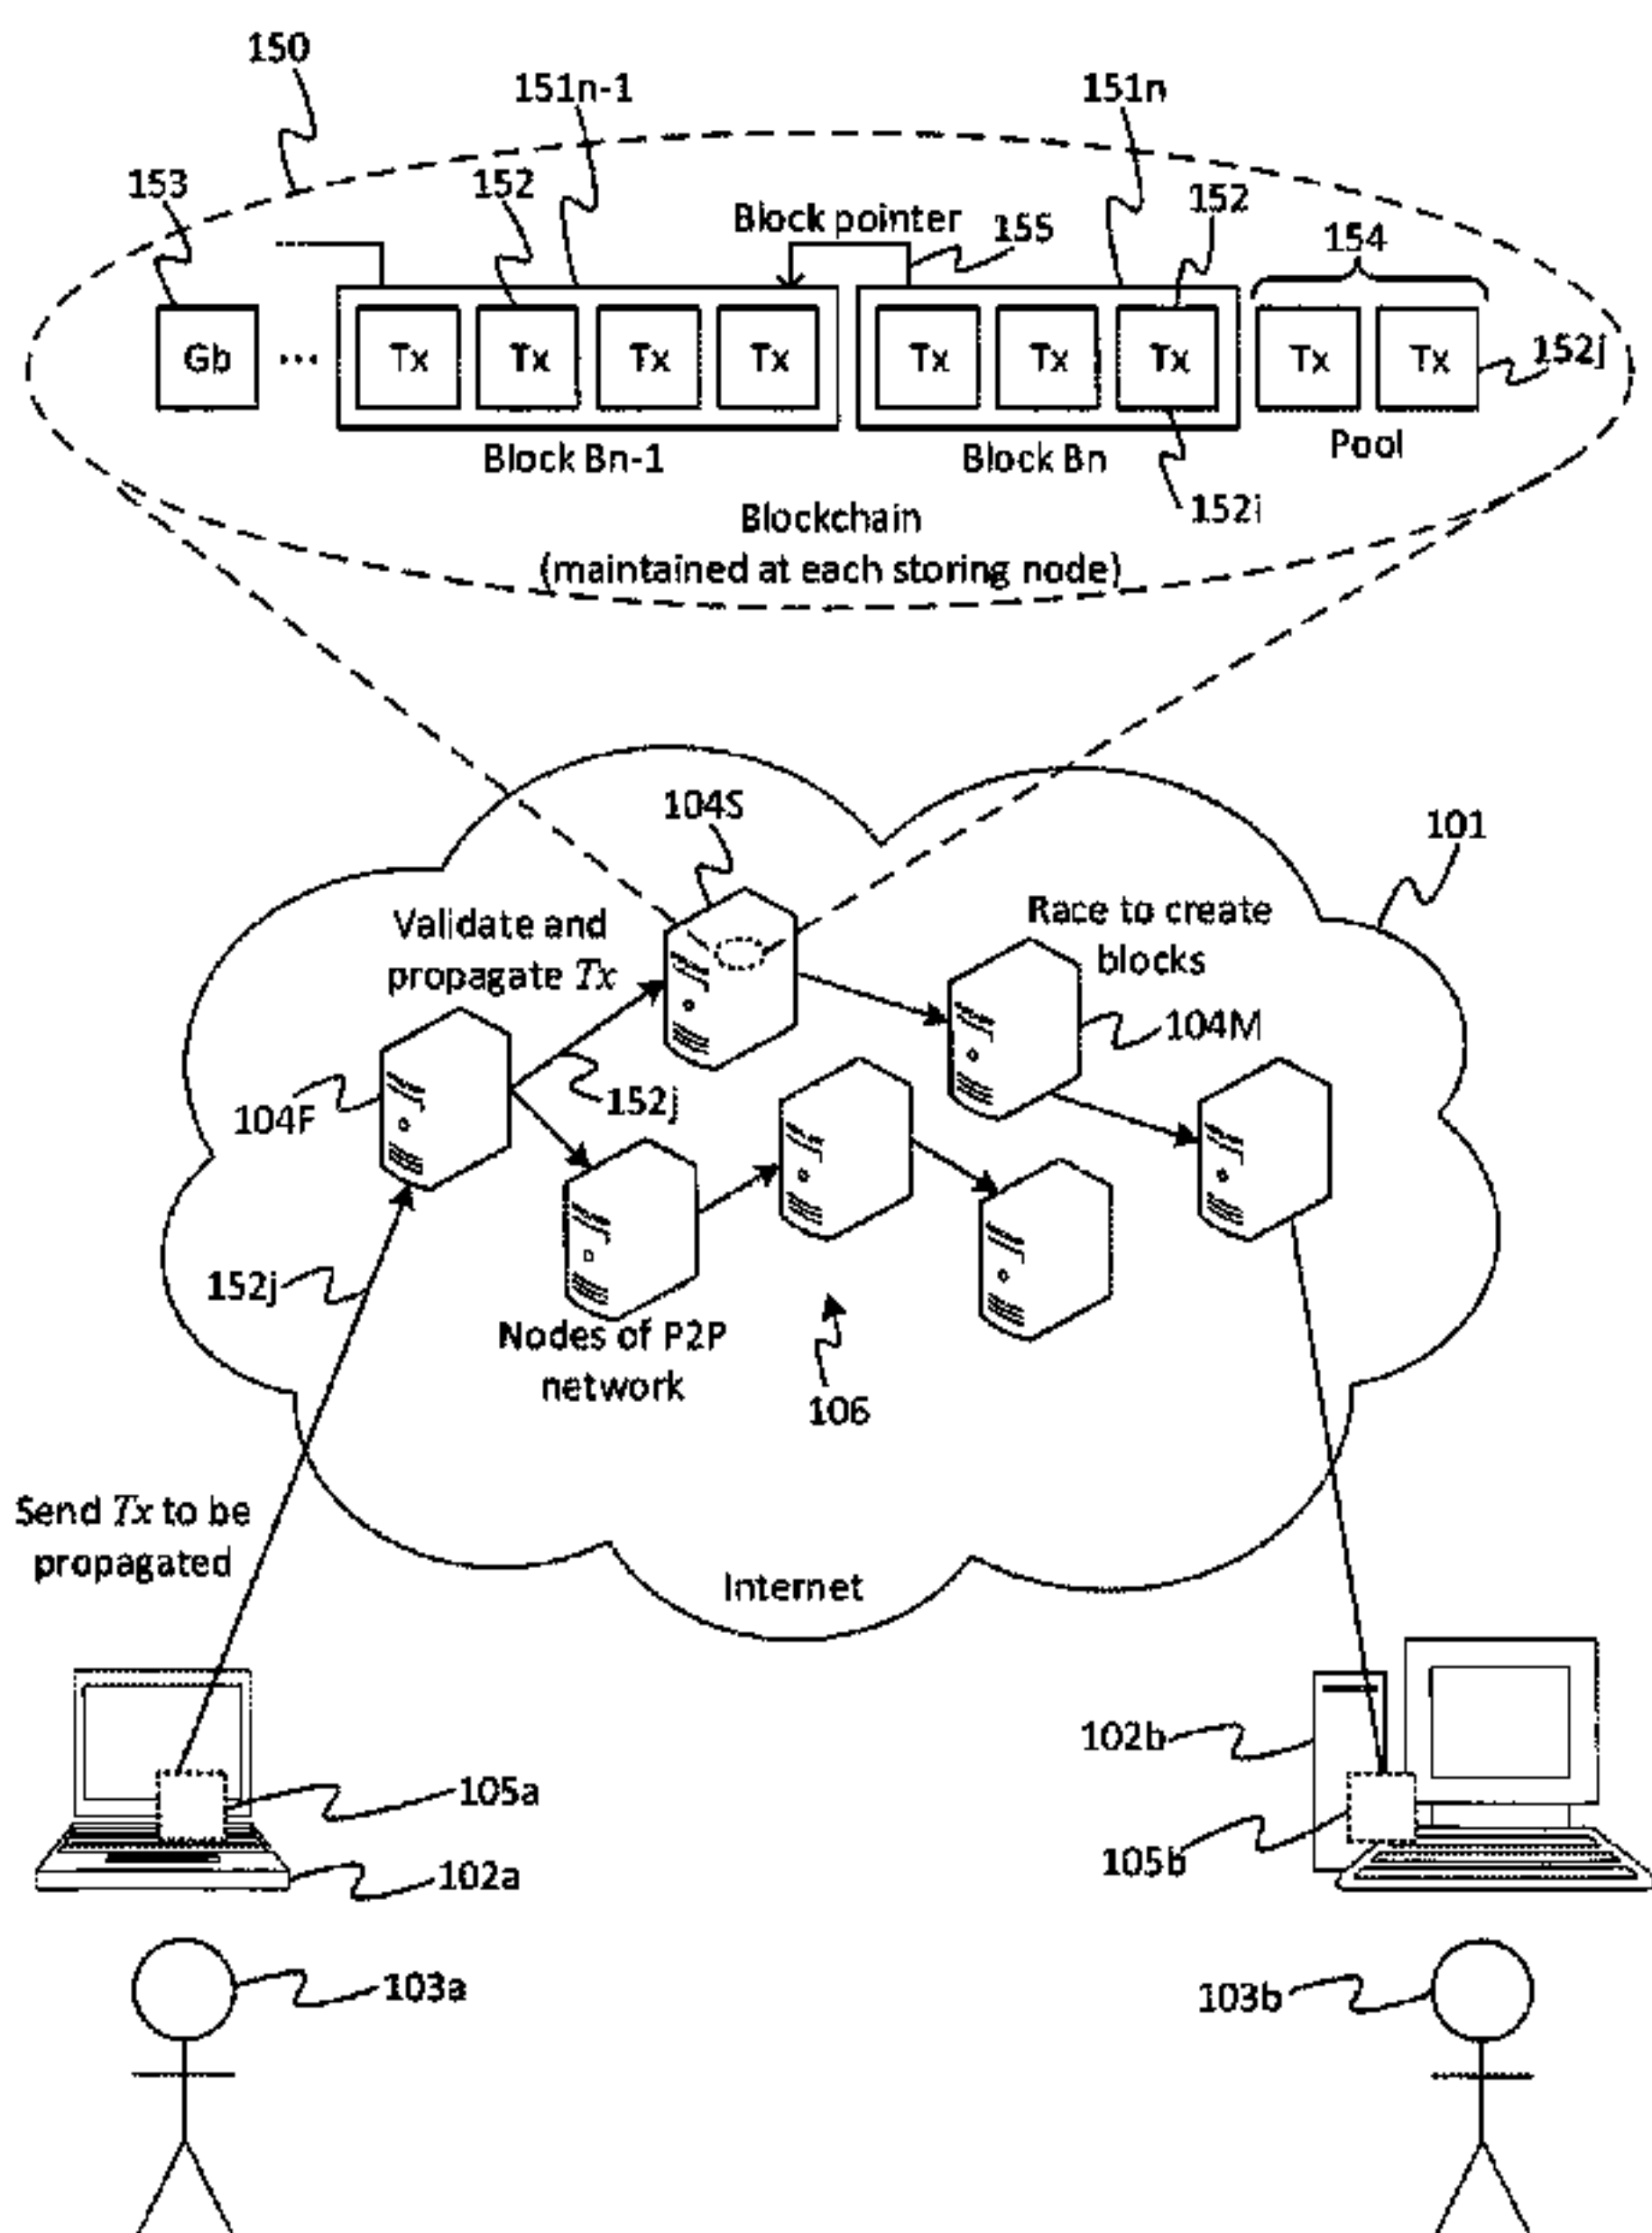 150
151n-1
151n
153
152
152
Block pointer
155
154
Gb
...
Tx
Tx
Tx
Tx
Tx
Tx
Tx
Tx
Tx
152j
Block Bn-1
Block Bn
Pool
152i
Blockchain
(maintained at each storing node)
104S
101
Validate and
propagate Tx
Race to create
blocks
104M
104F
152j
152j
Nodes of P2P
network
106
Send Tx to be
propagated
Internet
102b
105a
105b
102a
103a
103b